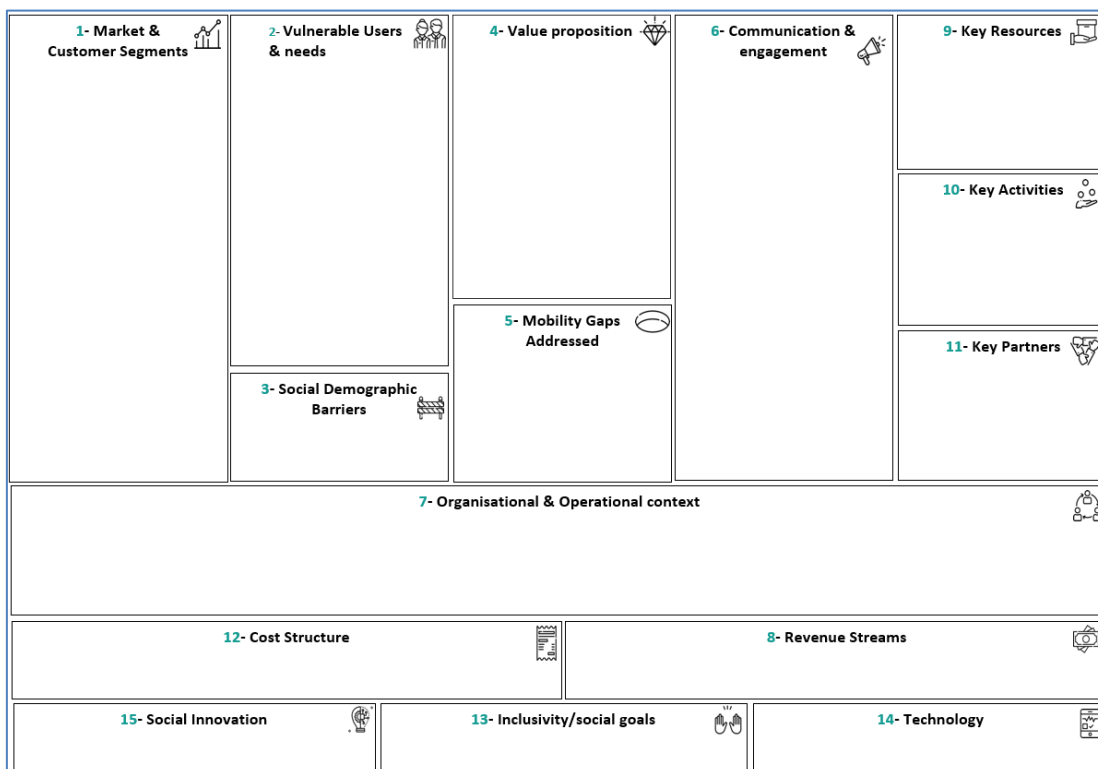 1- Market &
Customer Segments
2- Vulnerable Users
& needs
3- Social Demographic
Barriers
4- Value proposition
5- Mobility Gaps
Addressed
6- Communication &
engagement
9- Key Resources
10- Key Activities
11- Key Partners
7- Organisational & Operational context
12- Cost Structure
8- Revenue Streams
15- Social Innovation
13- Inclusivity/social goals
14- Technology